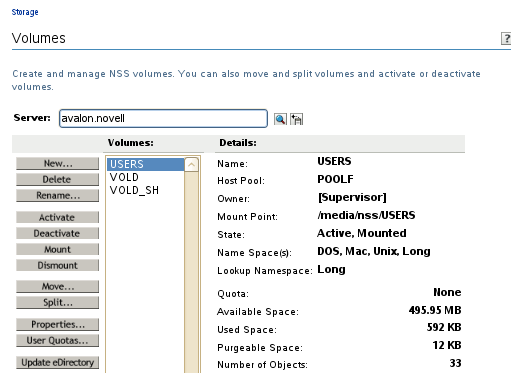 Storage
Volumes
?
Create and manage NSS volumes. You can also move and split volumes and activate or deactivate
volumes.
Server: avalon.novell
Volumes: Details:
New...
Delete
Rename...
Activate
Deactivate
Mount
Dismount
Move...
Split...
Properties...
User Quotas...
Update eDirectory
USERS
VOLD
VOLD_SH
Name: USERS
Host Pool: POOLF
Owner: [Supervisor]
Mount Point: /media/nss/USERS
State: Active, Mounted
Name Space(s): DOS, Mac, Unix, Long
Lookup Namespace: Long
Quota: None
Available Space: 495.95 MB
Used Space: 592 KB
Purgeable Space: 12 KB
Number of Objects: 33